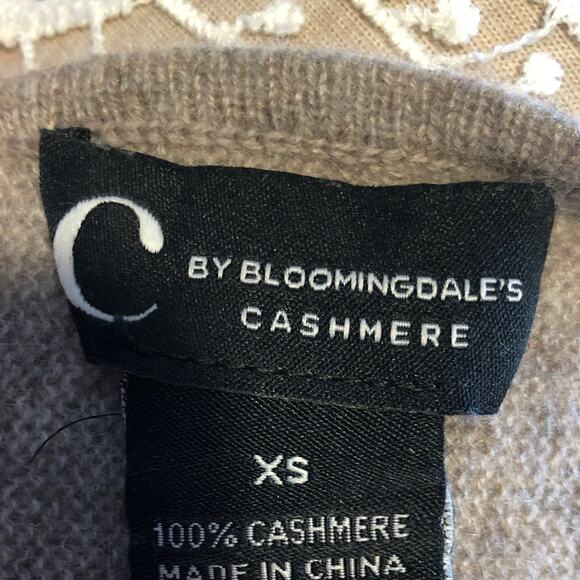 C
BY BLOOMINGDALE'S
CASHMERE
XS
100% CASHMERE
MADE IN CHINA